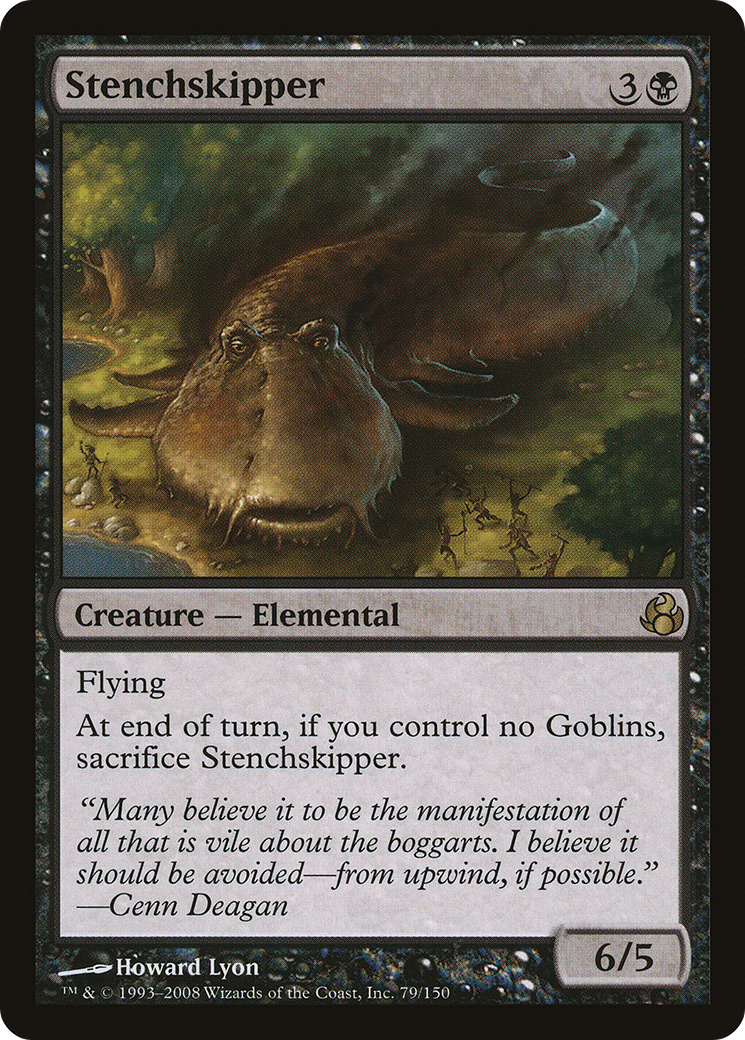 Stenchskipper 3
Creature — Elemental
Flying
At end of turn, if you control no Goblins,
sacrifice Stenchskipper.
“Many believe it to be the manifestation of
all that is vile about the boggarts. I believe it
should be avoided—from upwind, if possible.”
—Cenn Deagan
6/5
Howard Lyon
™ & © 1993–2008 Wizards of the Coast, Inc. 79/150